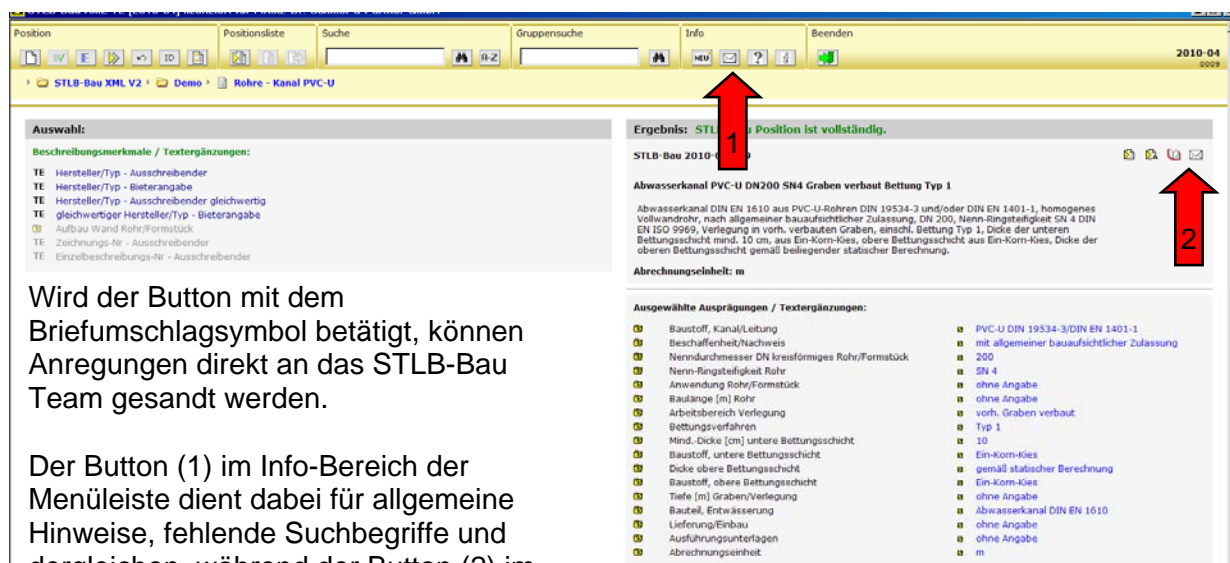 Position Positionsliste Suche Gruppensuche Info Beenden
ID A-Z NEU ?
2010-04
0009
STLB-Bau XML V2 Demo Rohre - Kanal PVC-U
Auswahl:
Beschreibungsmerkmale / Textergänzungen:
TE Hersteller/Typ - Ausschreibender
TE Hersteller/Typ - Bieterangabe
TE Hersteller/Typ - Ausschreibender gleichwertig
TE gleichwertiger Hersteller/Typ - Bieterangabe
Aufbau Wand Rohr/Formstück
TE Zeichnungs-Nr - Ausschreibender
TE Einzelbeschreibungs-Nr - Ausschreibender
Wird der Button mit dem
Briefumschlagsymbol betätigt, können
Anregungen direkt an das STLB-Bau
Team gesandt werden.
Der Button (1) im Info-Bereich der
Menüleiste dient dabei für allgemeine
Hinweise, fehlende Suchbegriffe und
dergleichen, während der Button (2) im
1
Ergebnis: Position ist vollständig.
STLB-Bau
2
Abwasserkanal PVC-U DN200 SN4 Graben verbaut Bettung Typ 1
Abwasserkanal DIN EN 1610 aus PVC-U-Rohren DIN 19534-3 und/oder DIN EN 1401-1, homogenes
Vollwandrohr, nach allgemeiner bauaufsichtlicher Zulassung, DN 200, Nenn-Ringsteifigkeit SN 4 DIN
EN ISO 9969, Verlegung in vorh. verbauten Graben, einschl. Bettung Typ 1, Dicke der unteren
Bettungsschicht mind. 10 cm, aus Ein-Korn-Kies, obere Bettungsschicht aus Ein-Korn-Kies, Dicke der
oberen Bettungsschicht gemäß beiliegender statischer Berechnung.
Abrechnungseinheit: m
Ausgewählte Ausprägungen / Textergänzungen:
Baustoff, Kanal/Leitung PVC-U DIN 19534-3/DIN EN 1401-1
Beschaffenheit/Nachweis mit allgemeiner bauaufsichtlicher Zulassung
Nenndurchmesser DN kreisförmiges Rohr/Formstück 200
Nenn-Ringsteifigkeit Rohr SN 4
Anwendung Rohr/Formstück ohne Angabe
Baulänge [m] Rohr ohne Angabe
Arbeitsbereich Verlegung vorh. Graben verbaut
Bettungsverfahren Typ 1
Mind.-Dicke [cm] untere Bettungsschicht 10
Baustoff, untere Bettungsschicht Ein-Korn-Kies
Dicke obere Bettungsschicht gemäß statischer Berechnung
Baustoff, obere Bettungsschicht Ein-Korn-Kies
Tiefe [m] Graben/Verlegung ohne Angabe
Bauteil, Entwässerung Abwasserkanal DIN EN 1610
Lieferung/Einbau ohne Angabe
Ausführungsunterlagen ohne Angabe
Abrechnungseinheit m